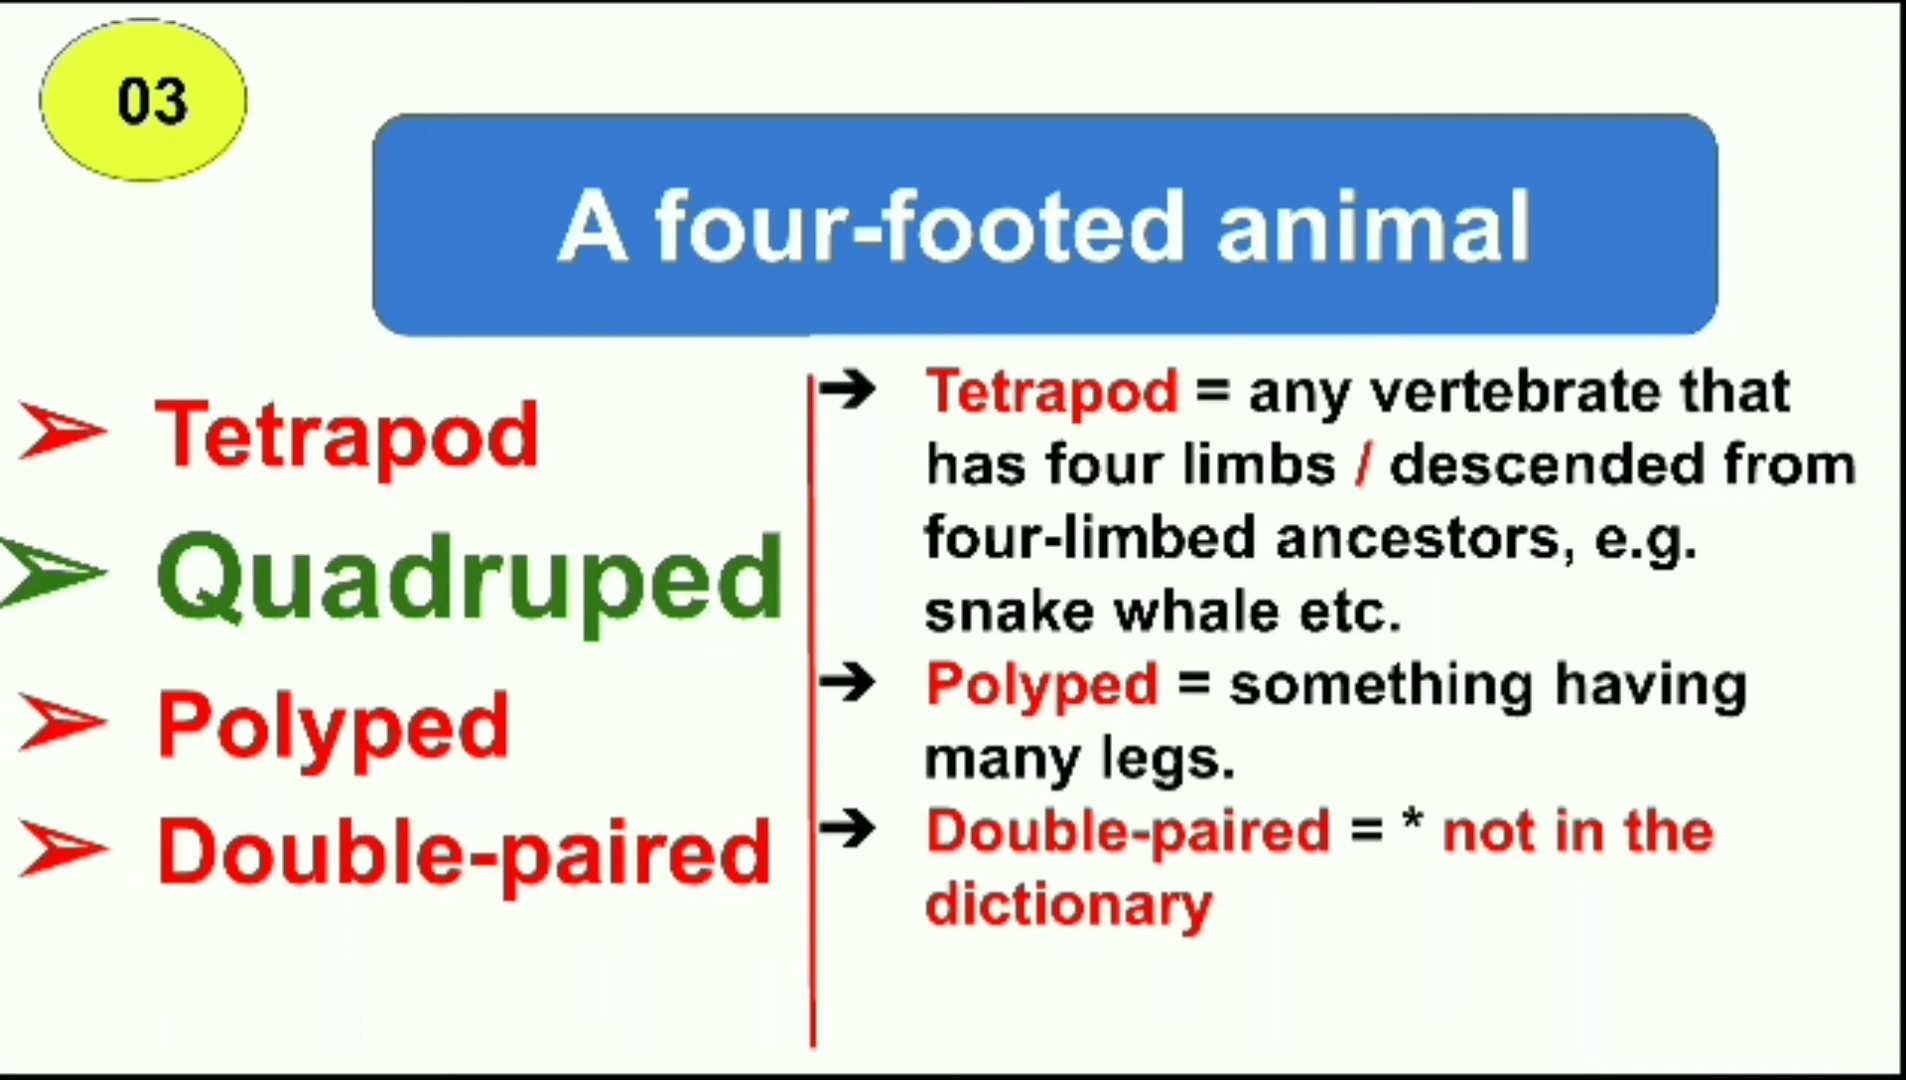 03
A four-footed animal
Tetrapod
Quadruped
Polyped
Double-paired
Tetrapod = any vertebrate that
has four limbs / descended from
four-limbed ancestors, e.g.
snake whale etc.
Polyped = something having
many legs.
Double-paired = * not in the
dictionary